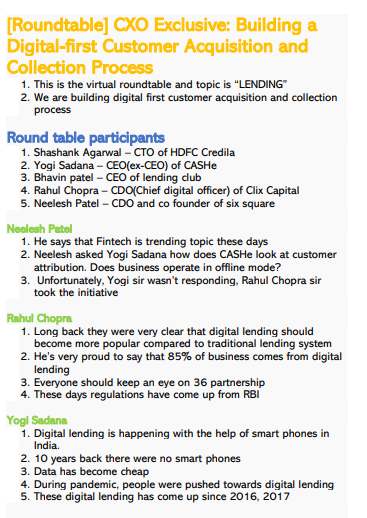 [Roundtable] CXO Exclusive: Building a
Digital-first Customer Acquisition and
Collection Process
1. This is the virtual roundtable and topic is "LENDING"
2. We are building digital first customer acquisition and collection
process
Round table participants
1. Shashank Agarwal – CTO of HDFC Credila
2. Yogi Sadana – CEO(ex-CEO) of CASHe
3. Bhavin patel – CEO of lending club
4. Rahul Chopra – CDO(Chief digital officer) of Clix Capital
5. Neelesh Patel – CDO and co founder of six square
Neelesh Patel
1. He says that Fintech is trending topic these days
2. Neelesh asked Yogi Sadana how does CASHe look at customer
attribution. Does business operate in offline mode?
3. Unfortunately, Yogi sir wasn't responding, Rahul Chopra sir
took the initiative
Rahul Chopra
1. Long back they were very clear that digital lending should
become more popular compared to traditional lending system
2. He's very proud to say that 85% of business comes from digital
lending
3. Everyone should keep an eye on 36 partnership
4. These days regulations have come up from RBI
Yogi Sadana
1. Digital lending is happening with the help of smart phones in
India.
2. 10 years back there were no smart phones
3. Data has become cheap
4. During pandemic, people were pushed towards digital lending
5. These digital lending has come up since 2016, 2017